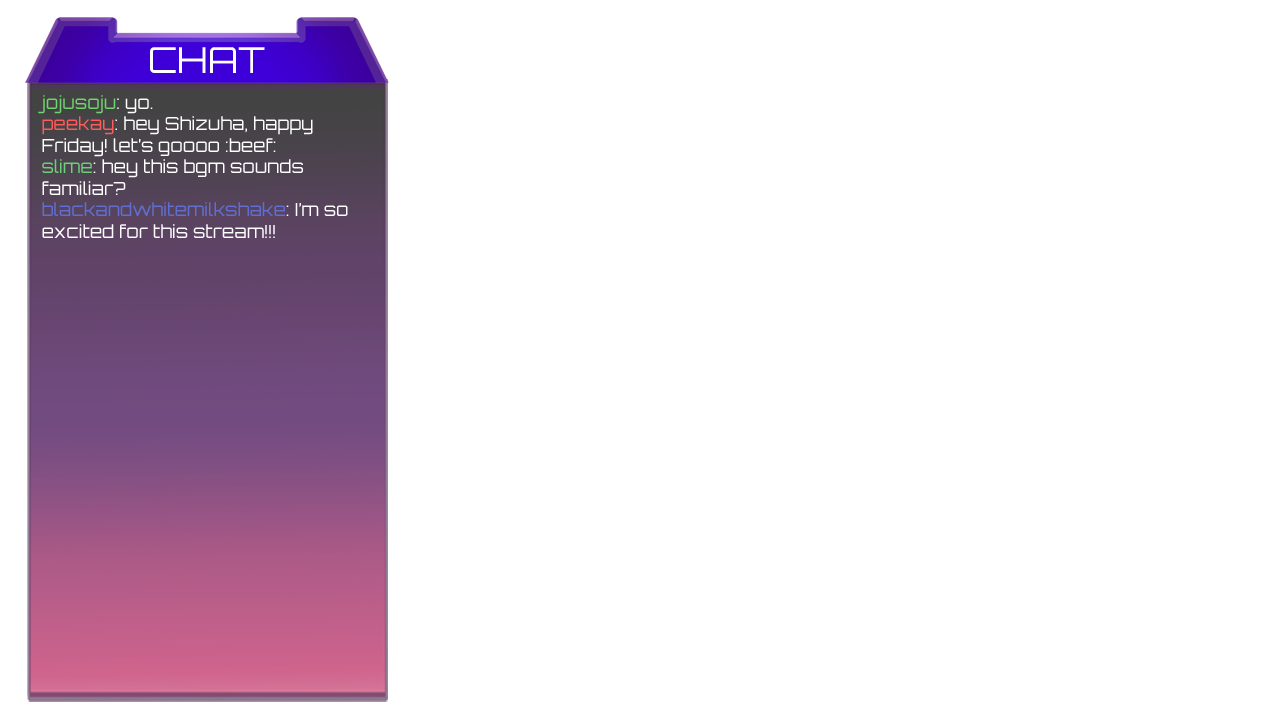 CHAT
jojusoju: yo.
peekay: hey Shizuha, happy
Friday! let's goooo :beef:
slime: hey this bgm sounds
familiar?
blackandwhitemilkshake: I'm so
excited for this stream!!!